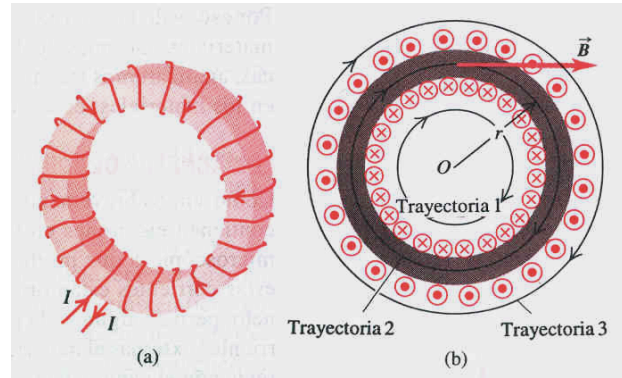 I
I
(a)
B⃗
O
r
Trayectoria 1
Trayectoria 2
Trayectoria 3
(b)